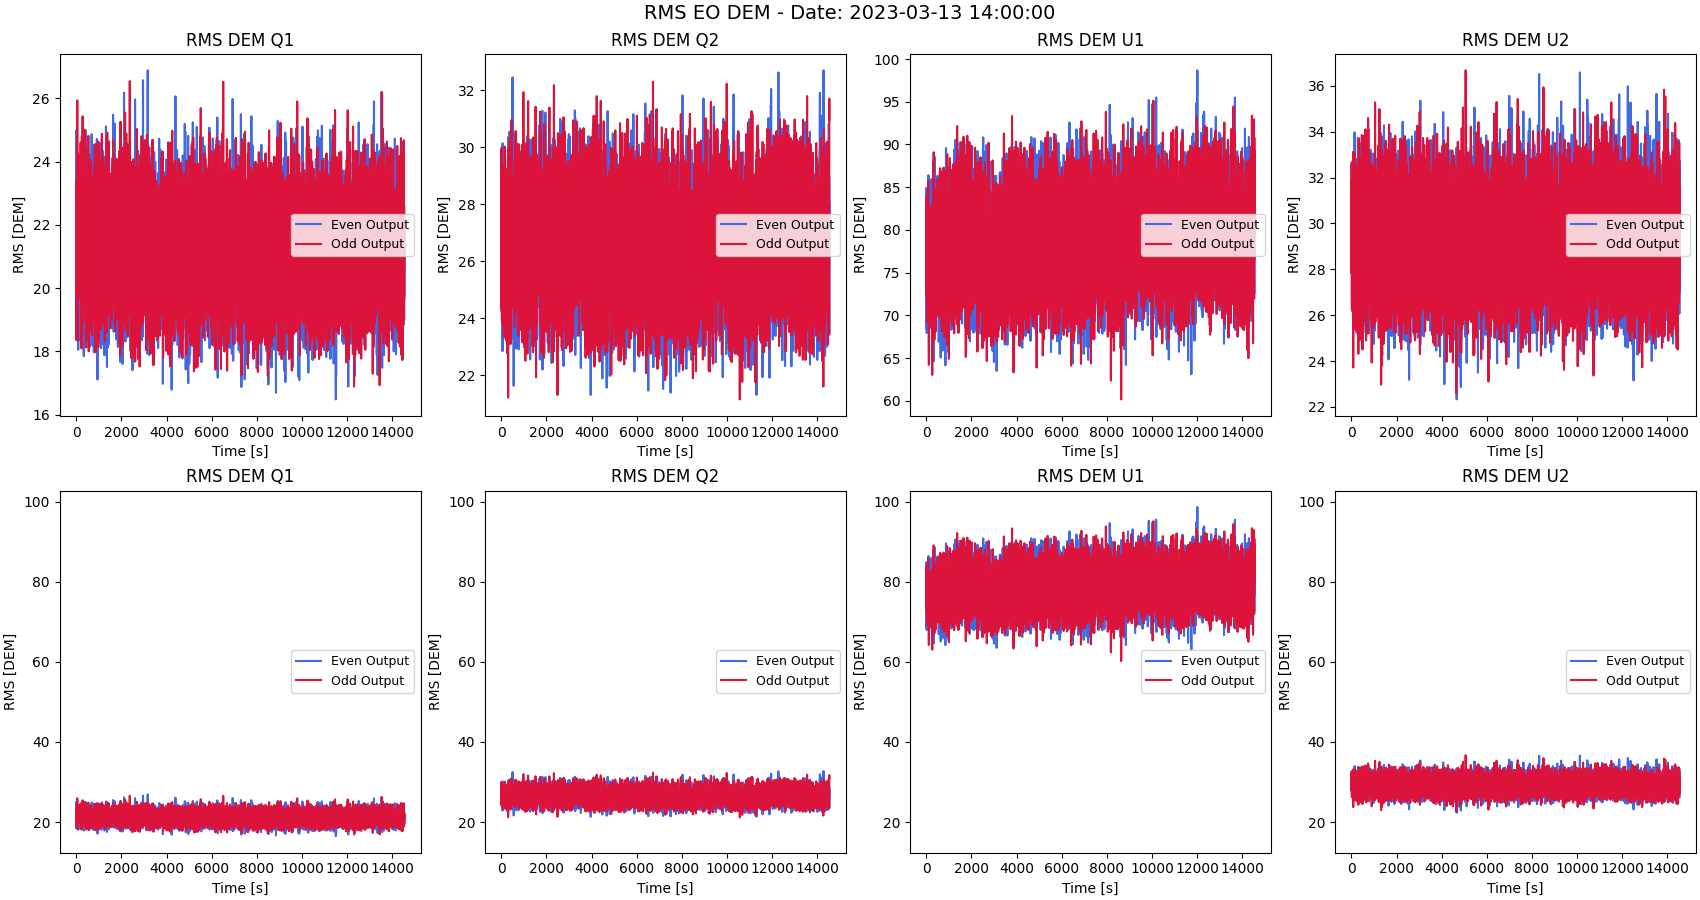 RMS EO DEM - Date: 2023-03-13 14:00:00
RMS DEM Q1
RMS [DEM]
26
24
22
20
18
16
Even Output
Odd Output
0 2000 4000 6000 8000 10000 12000 14000
Time [s]
RMS DEM Q2
RMS [DEM]
32
30
28
26
24
22
Even Output
Odd Output
0 2000 4000 6000 8000 10000 12000 14000
Time [s]
RMS DEM U1
RMS [DEM]
100
95
90
85
80
75
70
65
60
Even Output
Odd Output
0 2000 4000 6000 8000 10000 12000 14000
Time [s]
RMS DEM U2
RMS [DEM]
36
34
32
30
28
26
24
22
Even Output
Odd Output
0 2000 4000 6000 8000 10000 12000 14000
Time [s]
RMS DEM Q1
RMS [DEM]
100
80
60
40
20
Even Output
Odd Output
0 2000 4000 6000 8000 10000 12000 14000
Time [s]
RMS DEM Q2
RMS [DEM]
100
80
60
40
20
Even Output
Odd Output
0 2000 4000 6000 8000 10000 12000 14000
Time [s]
RMS DEM U1
RMS [DEM]
100
80
60
40
20
Even Output
Odd Output
0 2000 4000 6000 8000 10000 12000 14000
Time [s]
RMS DEM U2
RMS [DEM]
100
80
60
40
20
Even Output
Odd Output
0 2000 4000 6000 8000 10000 12000 14000
Time [s]